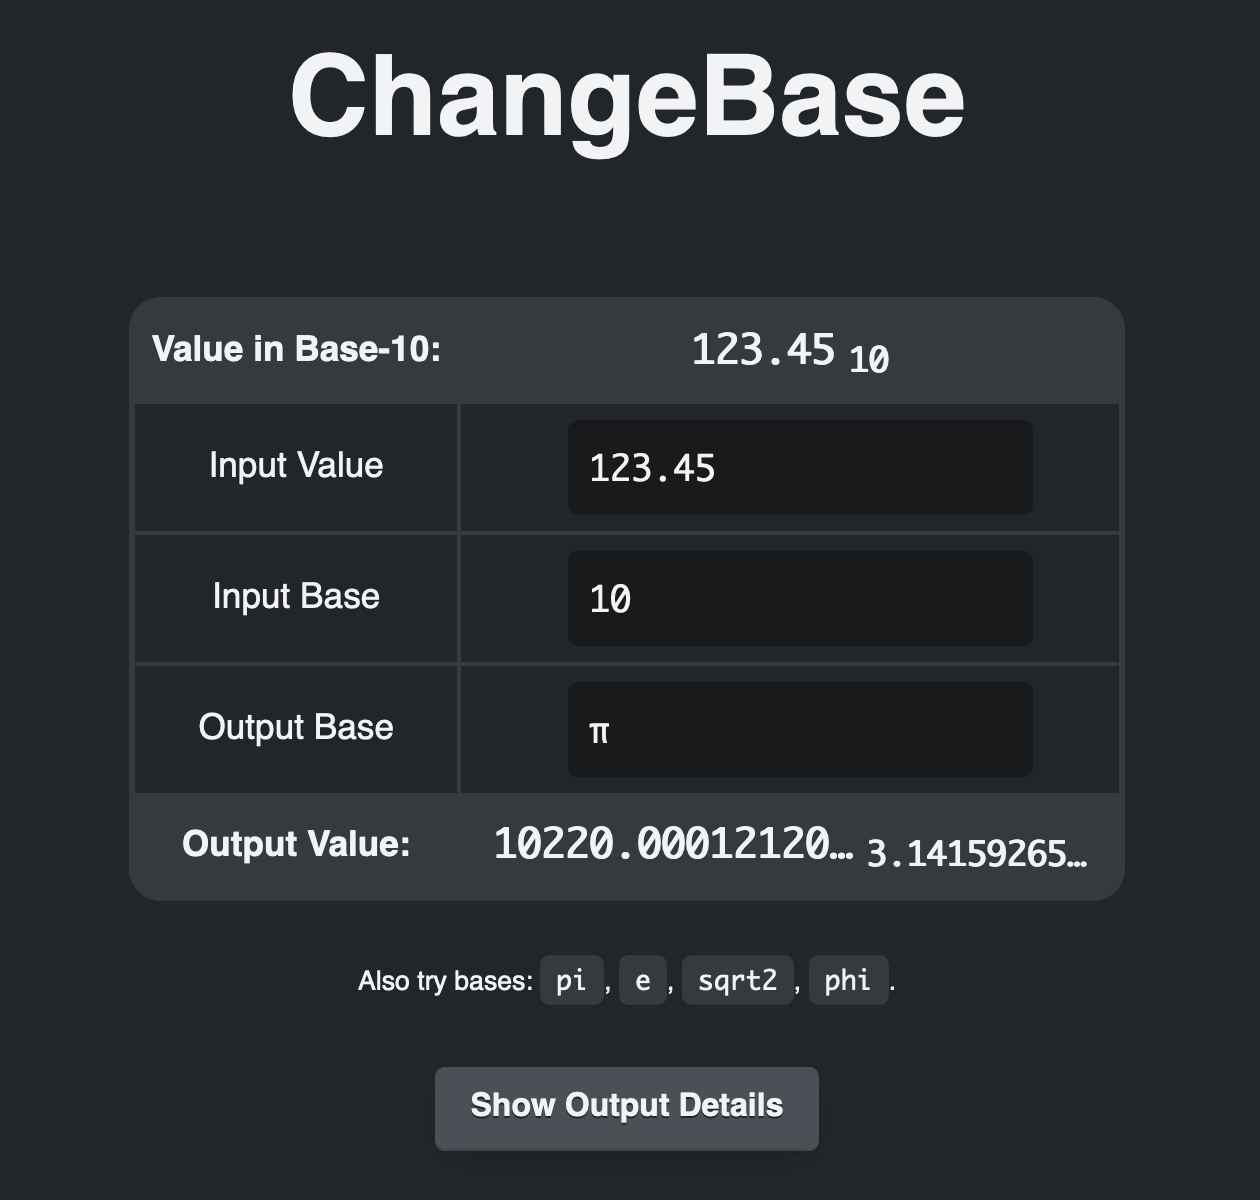 ChangeBase
Value in Base-10: 123.45 10
Input Value 123.45
Input Base 10
Output Base π
Output Value: 10220.00012120… 3.14159265…
Also try bases: pi, e, sqrt2, phi.
Show Output Details